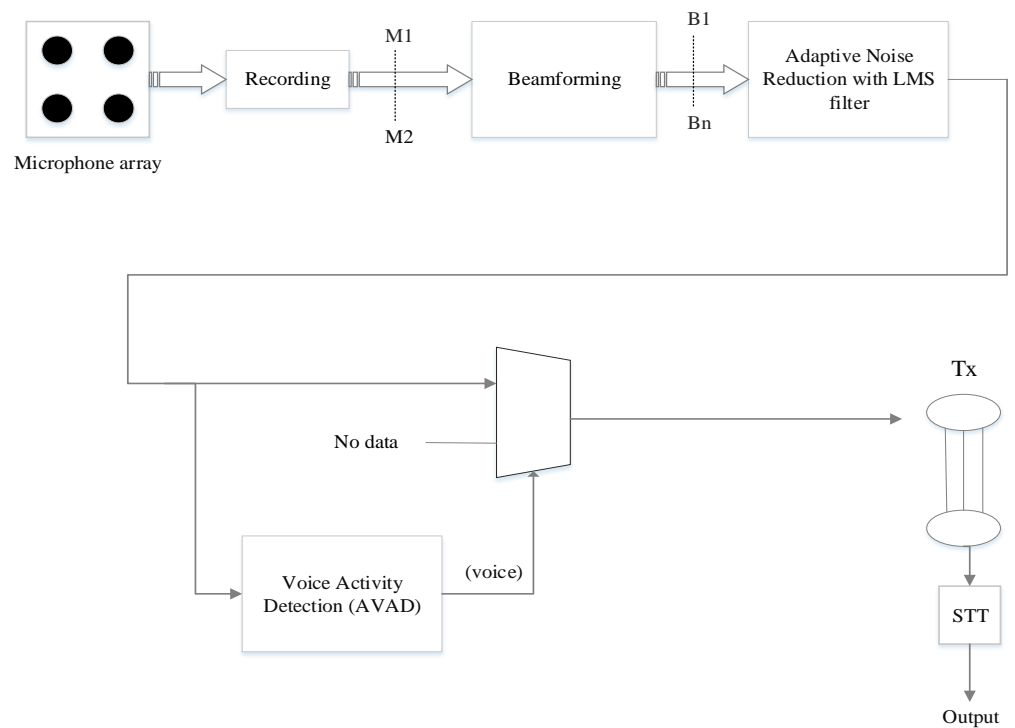 Microphone array
Recording
M1
M2
Beamforming
B1
Bn
Adaptive Noise
Reduction with LMS
filter
No data
Voice Activity
Detection (AVAD)
(voice)
Tx
STT
Output